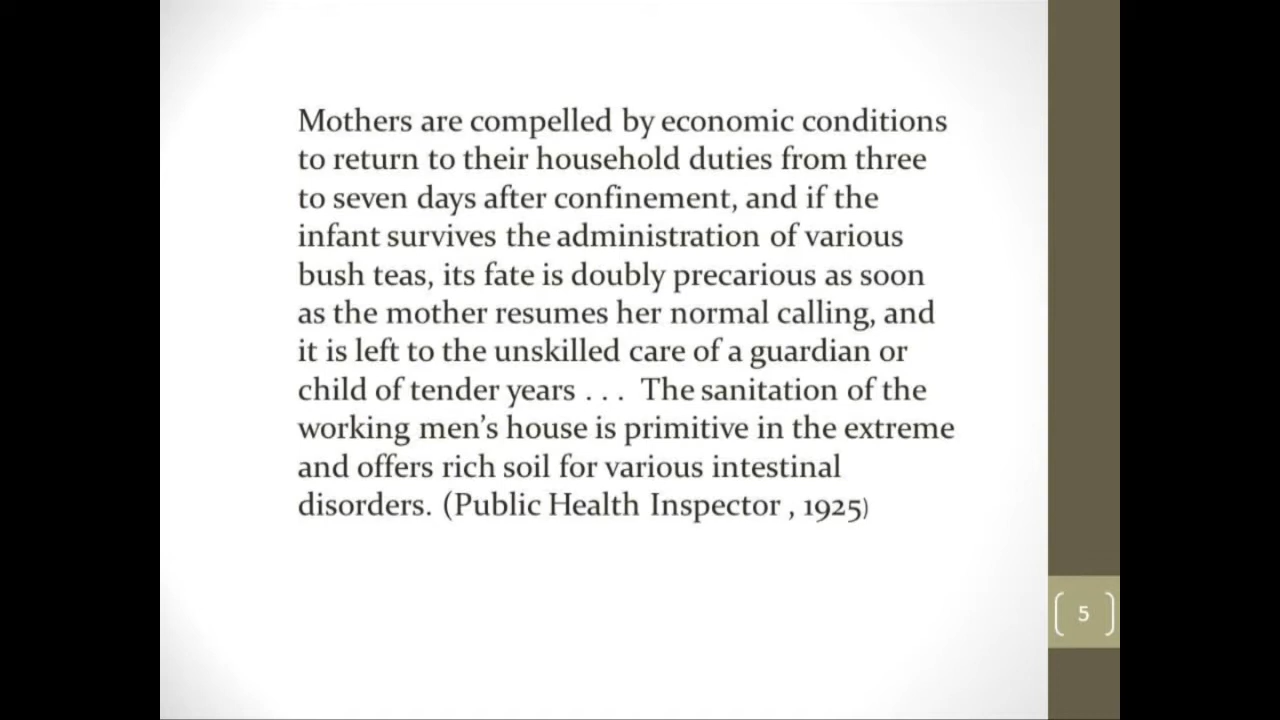 Mothers are compelled by economic conditions
to return to their household duties from three
to seven days after confinement, and if the
infant survives the administration of various
bush teas, its fate is doubly precarious as soon
as the mother resumes her normal calling, and
it is left to the unskilled care of a guardian or
child of tender years . . .  The sanitation of the
working men’s house is primitive in the extreme
and offers rich soil for various intestinal
disorders. (Public Health Inspector , 1925)
5